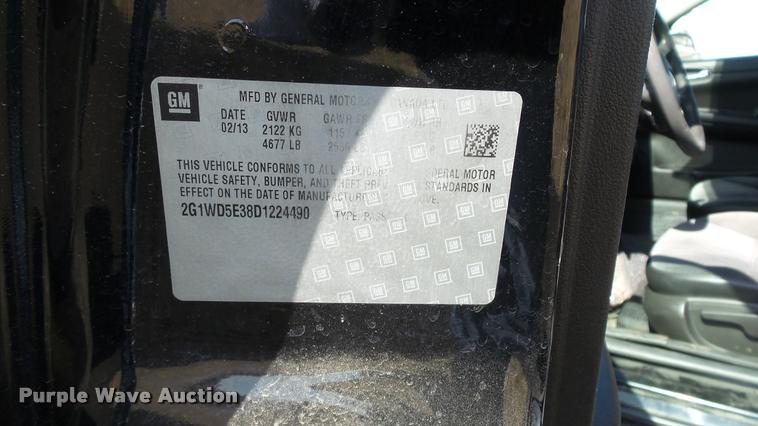 GM
MFD BY GENERAL MOTORS
DATE GVWR GAWR
02/13 2122 KG
4677 LB
THIS VEHICLE CONFORMS TO ALL APPLICABLE FEDERAL MOTOR
VEHICLE SAFETY, BUMPER, AND THEFT STANDARDS IN
EFFECT ON THE DATE OF MANUFACTURE
2G1WD5E38D1224490 TYPE: PASS
Purple Wave Auction